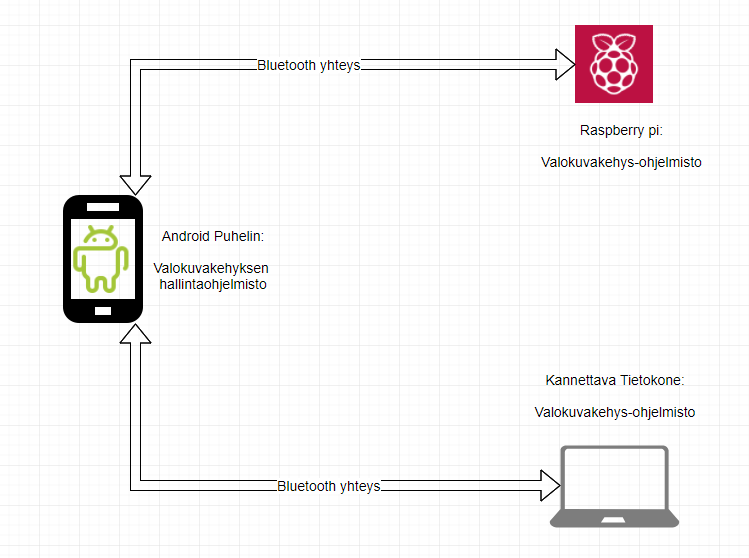 Bluetooth yhteys
Raspberry pi:
Valokuvakehys-ohjelmisto
Android Puhelin:
Valokuvakehyksen
hallintaohjelmisto
Kannettava Tietokone:
Valokuvakehys-ohjelmisto
Bluetooth yhteys